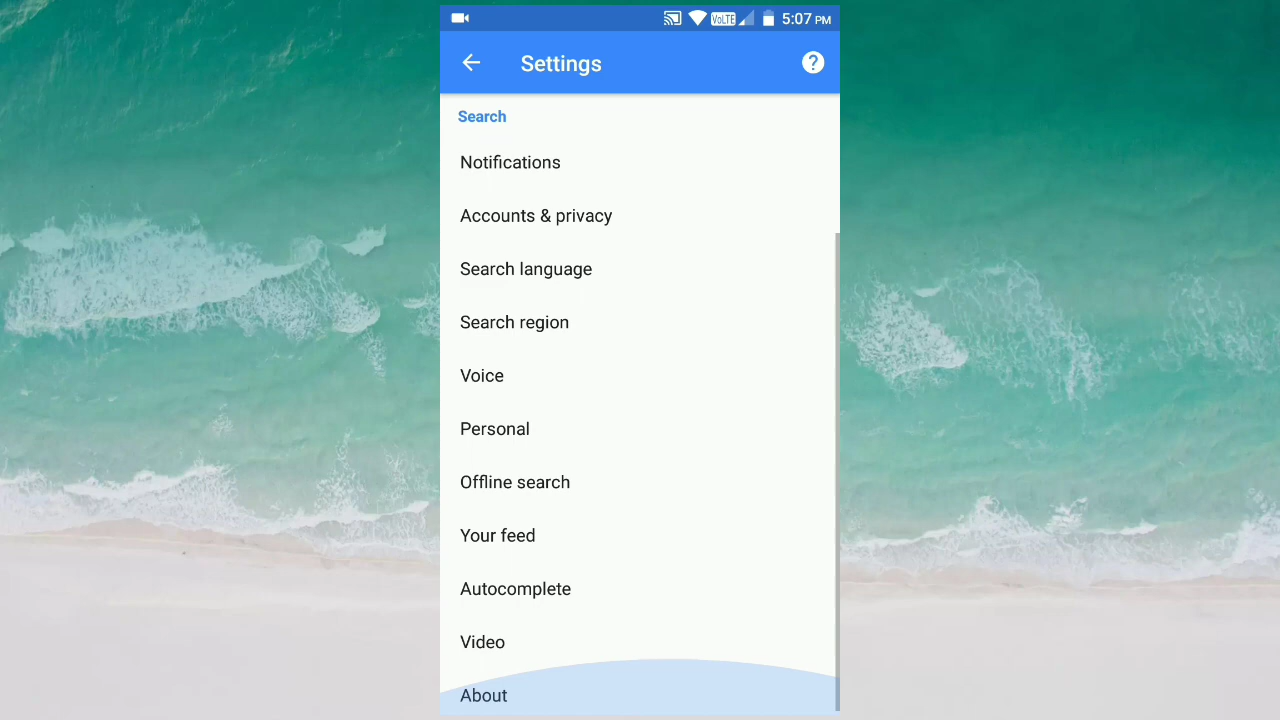 VoLTE 5:07 PM
Settings
Search
Notifications
Accounts & privacy
Search language
Search region
Voice
Personal
Offline search
Your feed
Autocomplete
Video
About